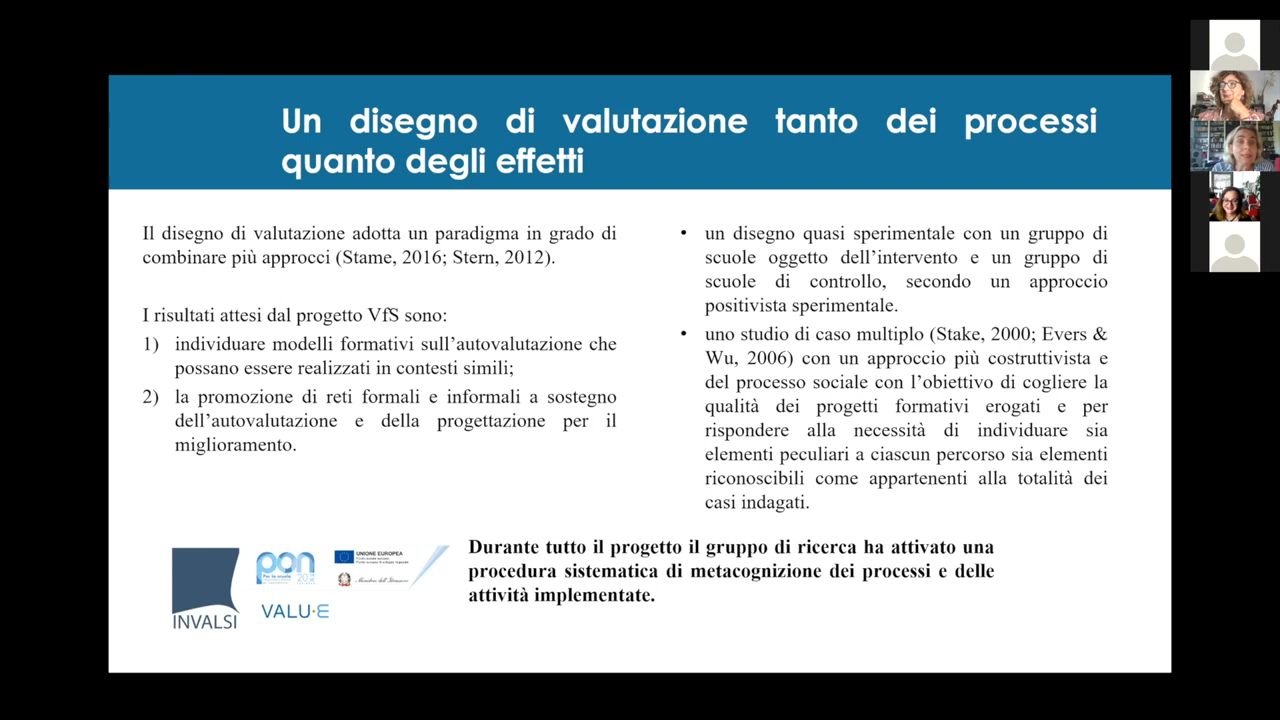 Un disegno di valutazione tanto dei processi
quanto degli effetti
Il disegno di valutazione adotta un paradigma in grado di
combinare più approcci (Stame, 2016; Stern, 2012).
I risultati attesi dal progetto VfS sono:
1) individuare modelli formativi sull’autovalutazione che
possano essere realizzati in contesti simili;
2) la promozione di reti formali e informali a sostegno
dell’autovalutazione e della progettazione per il
miglioramento.
• un disegno quasi sperimentale con un gruppo di
scuole oggetto dell’intervento e un gruppo di
scuole di controllo, secondo un approccio
positivista sperimentale.
• uno studio di caso multiplo (Stake, 2000; Evers &
Wu, 2006) con un approccio più costruttivista e
del processo sociale con l’obiettivo di cogliere la
qualità dei progetti formativi erogati e per
rispondere alla necessità di individuare sia
elementi peculiari a ciascun percorso sia elementi
riconoscibili come appartenenti alla totalità dei
casi indagati.
Durante tutto il progetto il gruppo di ricerca ha attivato una
procedura sistematica di metacognizione dei processi e delle
attività implementate.
INVALSI
pon
Per la scuola
UNIONE EUROPEA
VALU·E